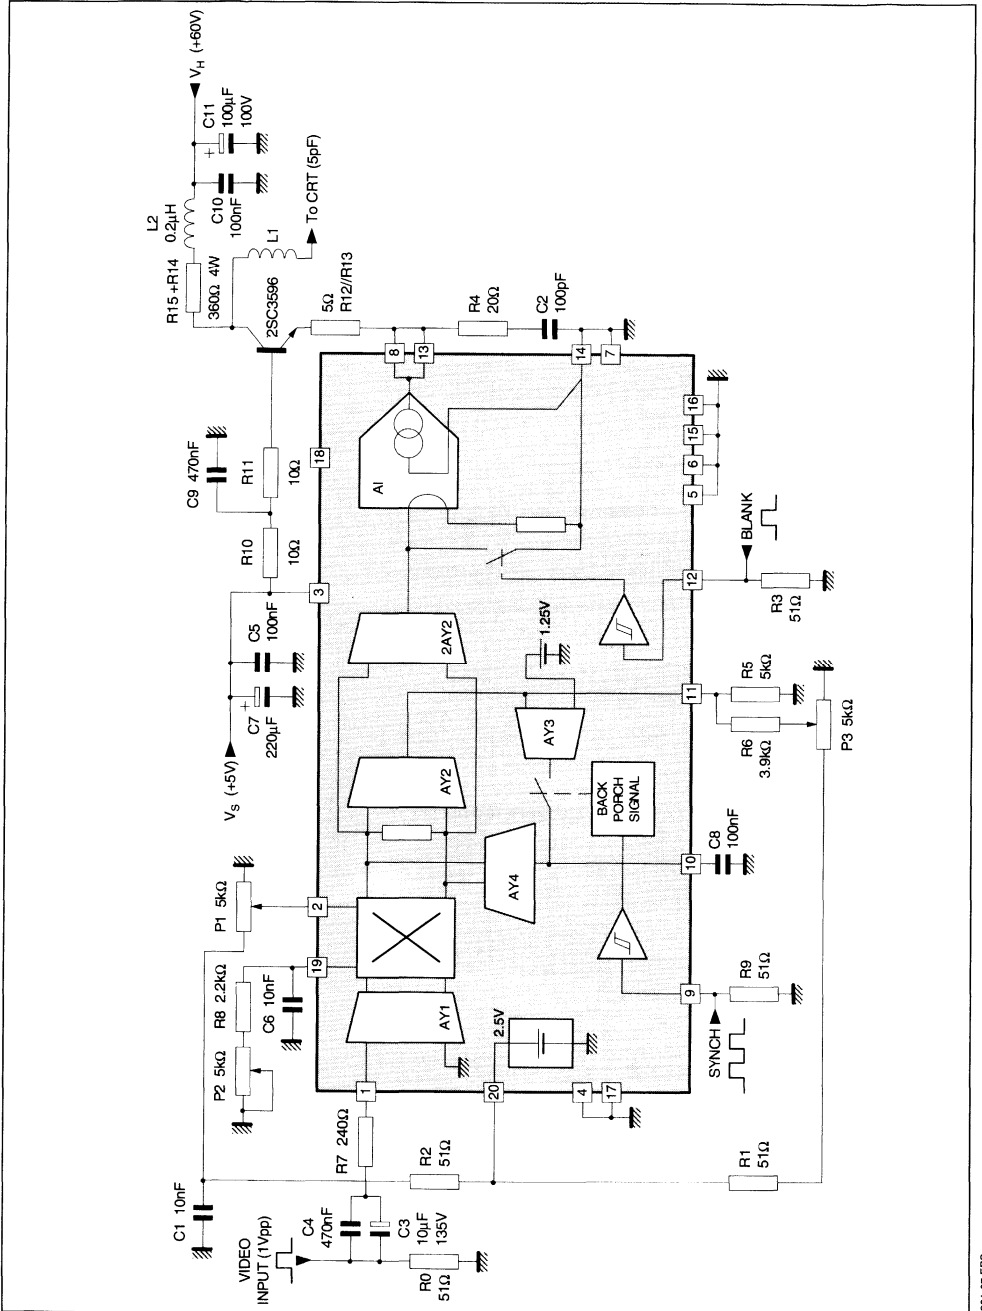 VIDEO
INPUT (1Vpp)
R0
51Ω
C4
470nF
C3
10µF
135V
C1 10nF
R7 240Ω
R2
51Ω
R1
51Ω
P2 5kΩ
R8 2.2kΩ
C6 10nF
P1 5kΩ
VS (+5V)
C7
220µF
+
C5
100nF
R10
10Ω
C9 470nF
R11
10Ω
2SC3596
R15+R14
360Ω 4W
L2
0.2µH
C10
100nF
C11
100µF
100V
+
VH (+60V)
L1
To CRT (5pF)
5Ω
R12//R13
R4
20Ω
C2
100pF
1
20
4
17
19
2
3
18
8
13
14
7
9
10
11
12
5
6
15
16
AY1
AY2
2AY2
AI
AY4
AY3
1.25V
2.5V
BACK
PORCH
SIGNAL
SYNCH
R9
51Ω
C8
100nF
R6
3.9kΩ
R5
5kΩ
P3 5kΩ
BLANK
R3
51Ω